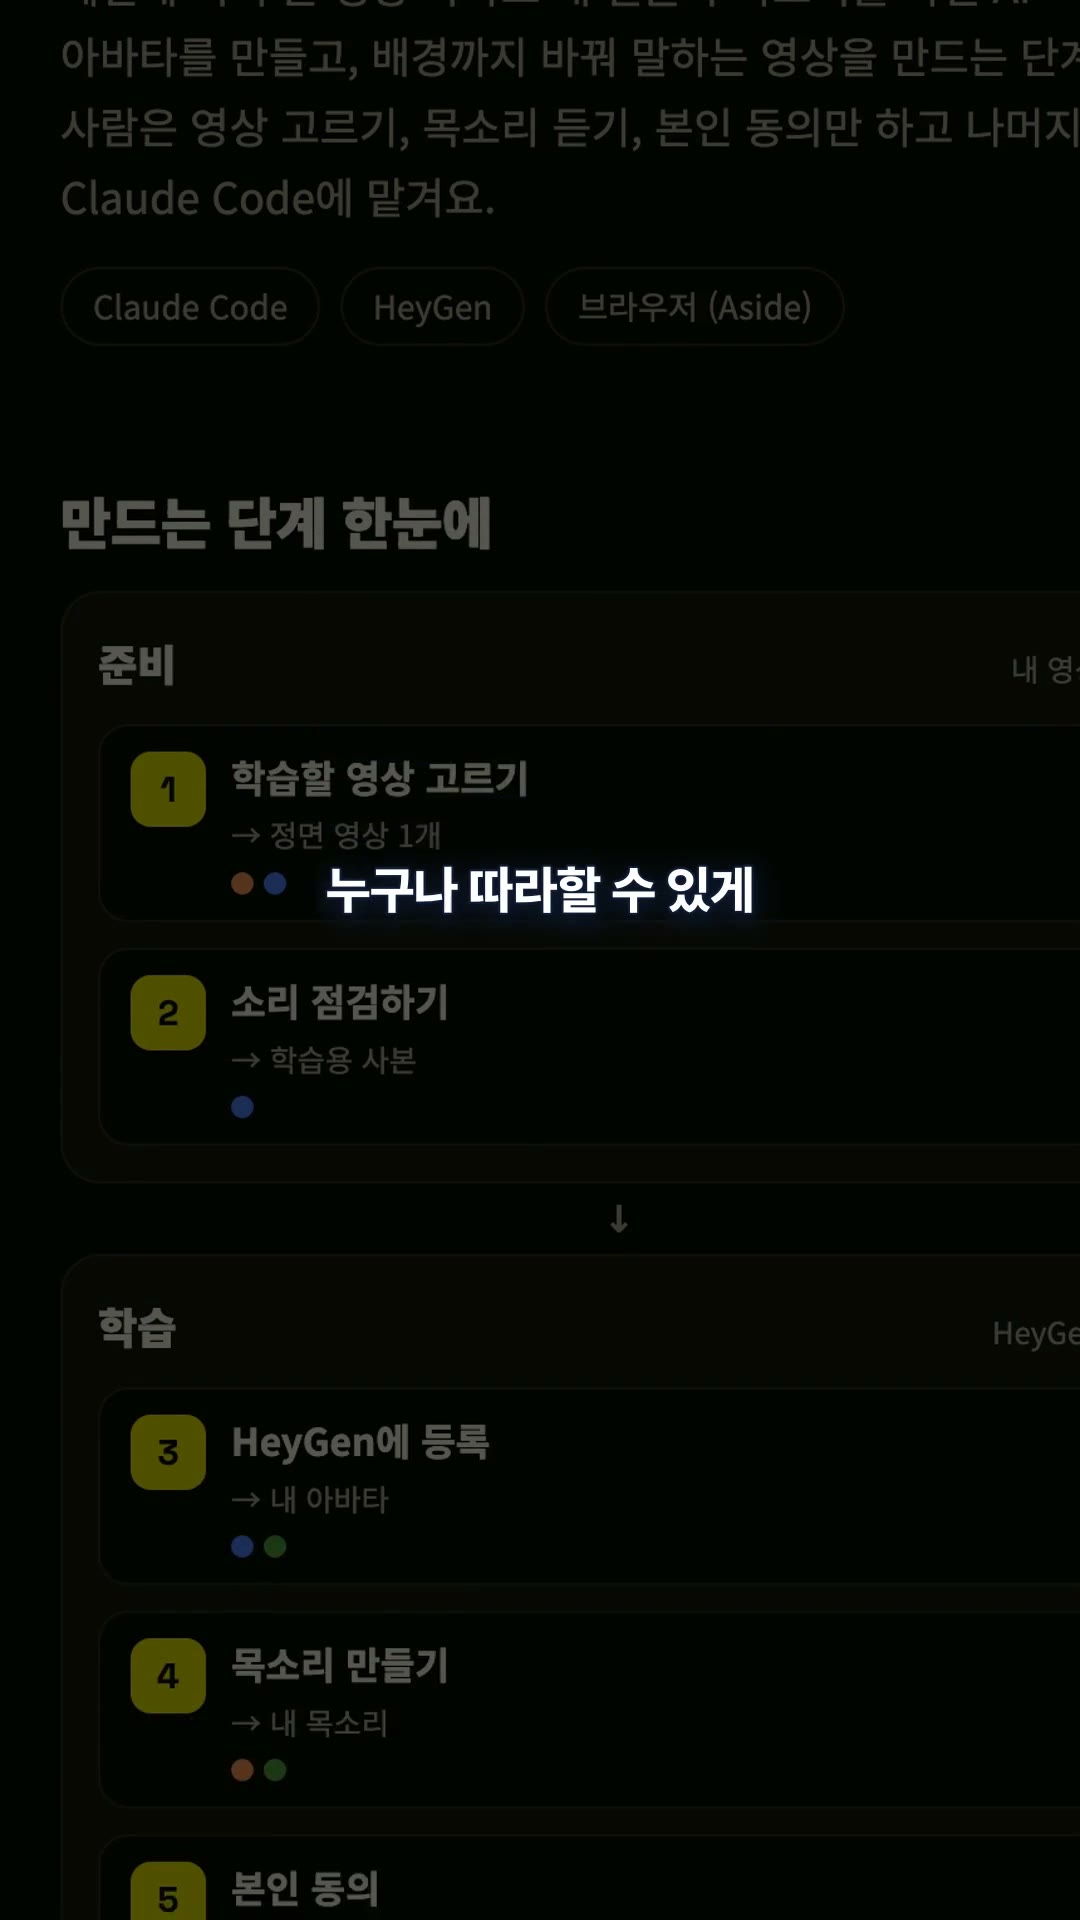 아바타를 만들고, 배경까지 바꿔 말하는 영상을 만드는
사람은 영상 고르기, 목소리 듣기, 본인 동의만 하고 나머지
Claude Code에 맡겨요.
Claude Code
HeyGen
브라우저 (Aside)
만드는 단계 한눈에
준비
내
1
학습할 영상 고르기
→ 정면 영상 1개
누구나 따라할 수 있게
2
소리 점검하기
→ 학습용 사본
↓
학습
HeyGe
3
HeyGen에 등록
→ 내 아바타
4
목소리 만들기
→ 내 목소리
5
본인 동의